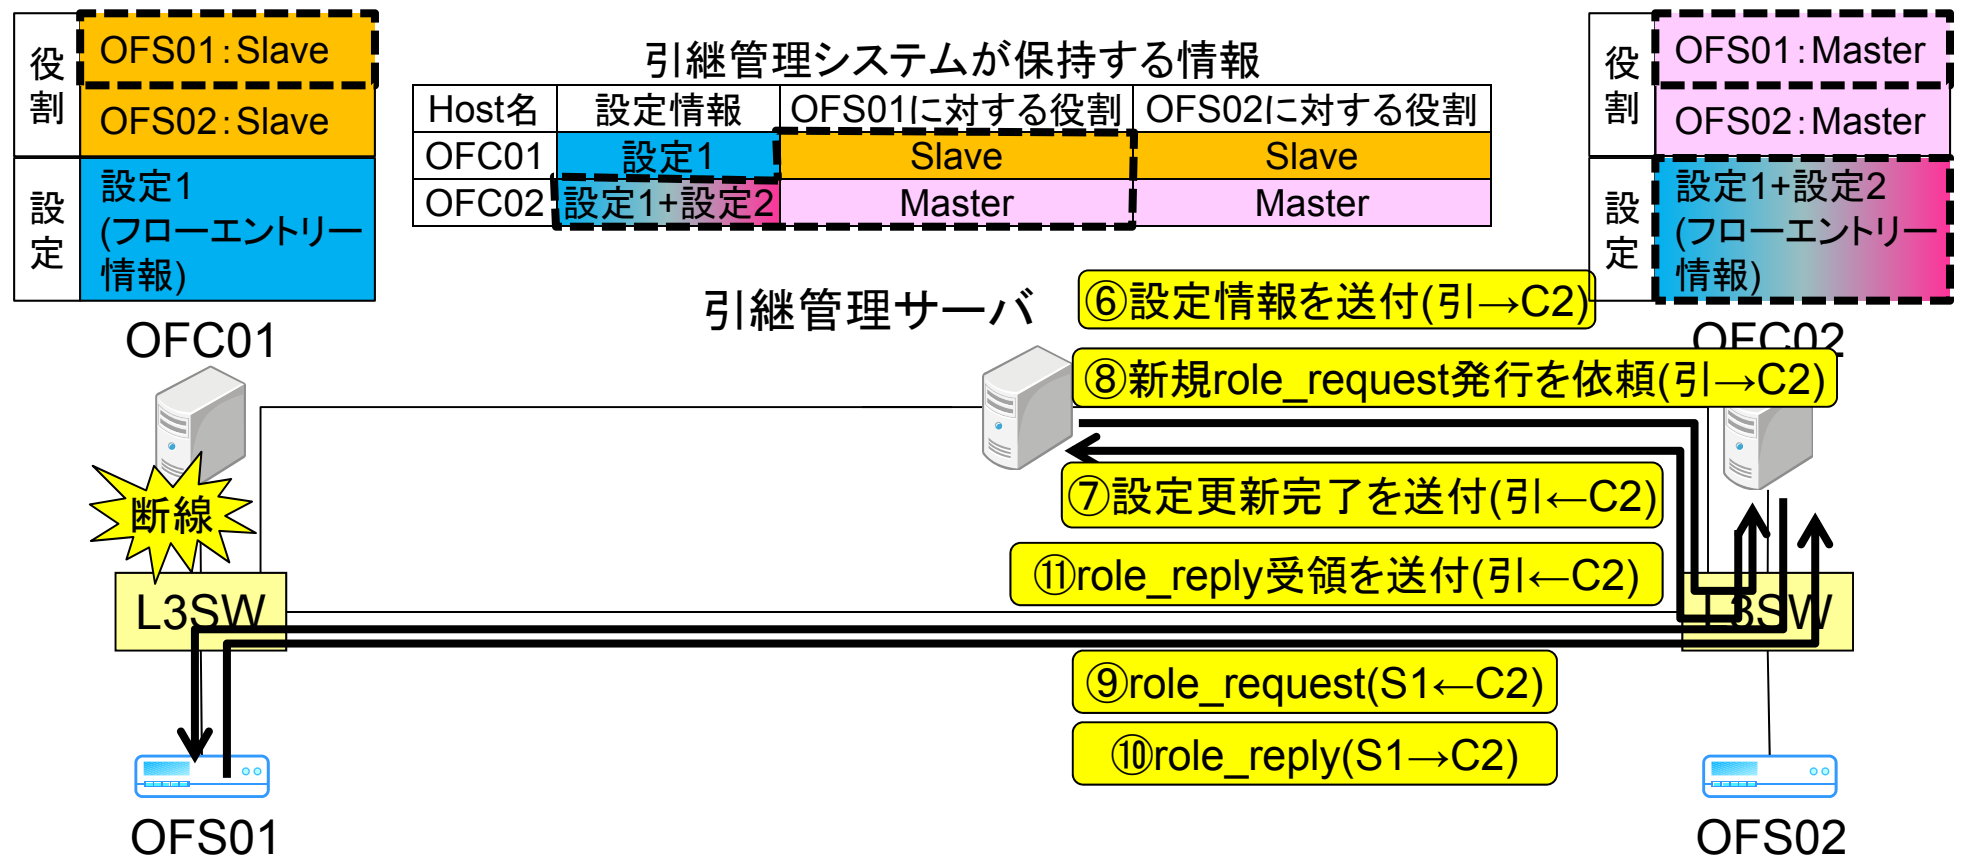 役割
OFS01：Slave
OFS02：Slave
設定
設定1
(フローエントリー
情報)
OFC01
引継管理システムが保持する情報
Host名 設定情報 OFS01に対する役割 OFS02に対する役割
OFC01 設定1 Slave Slave
OFC02 設定1+設定2 Master Master
役割
OFS01：Master
OFS02：Master
設定
設定1+設定2
(フローエントリー
情報)
OFC02
引継管理サーバ
⑥設定情報を送付(引→C2)
⑧新規role_request発行を依頼(引→C2)
⑦設定更新完了を送付(引←C2)
⑪role_reply受領を送付(引←C2)
断線
L3SW
L3SW
⑨role_request(S1←C2)
⑩role_reply(S1→C2)
OFS01
OFS02